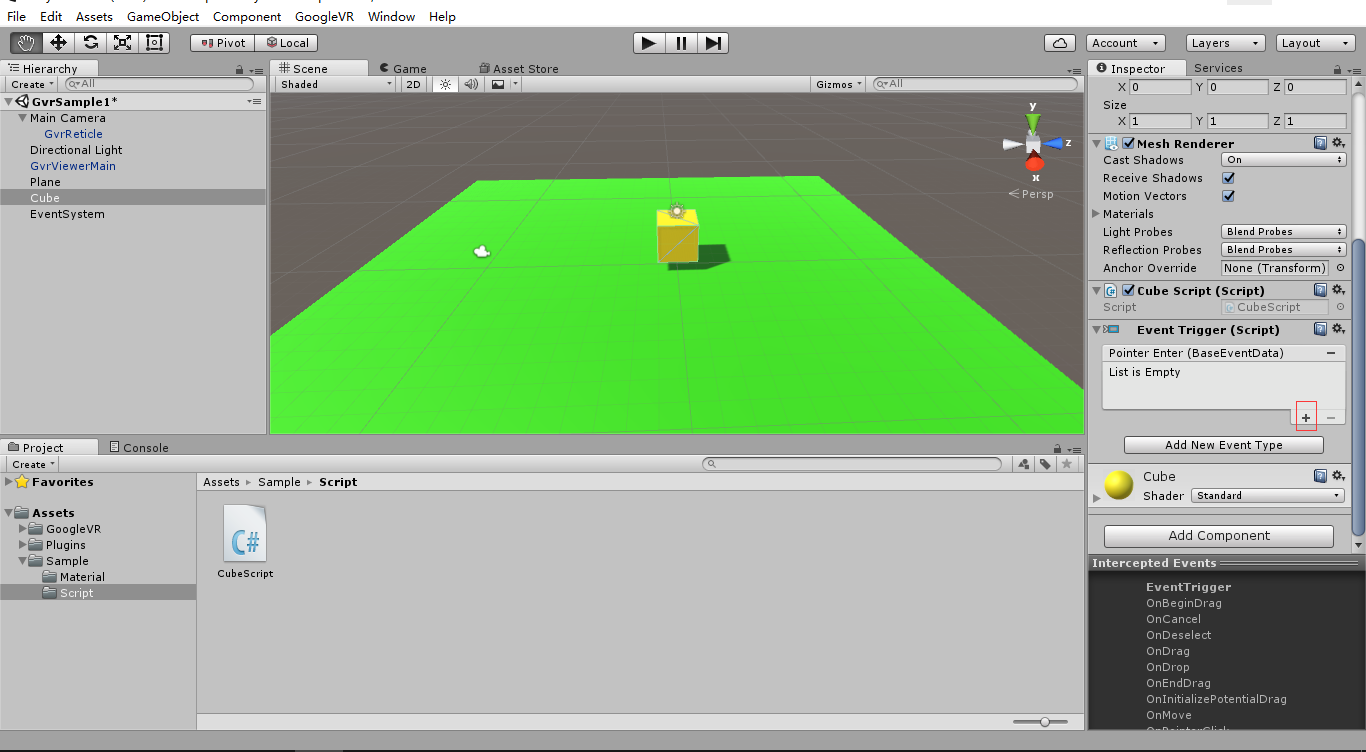 File Edit Assets GameObject Component GoogleVR Window Help
Pivot Local Account Layers Layout
Hierarchy
Create All
GvrSample1*
Main Camera
GvrReticle
Directional Light
GvrViewerMain
Plane
Cube
EventSystem
Scene Game Asset Store
Shaded 2D Gizmos All
y
z
x
Persp
Inspector Services
X 0 Y 0 Z 0
Size
X 1 Y 1 Z 1
Mesh Renderer
Cast Shadows On
Receive Shadows
Motion Vectors
Materials
Light Probes Blend Probes
Reflection Probes Blend Probes
Anchor Override None (Transform)
Cube Script (Script)
Script CubeScript
Event Trigger (Script)
Pointer Enter (BaseEventData)
List is Empty
Add New Event Type
Cube
Shader Standard
Add Component
Intercepted Events
EventTrigger
OnBeginDrag
OnCancel
OnDeselect
OnDrag
OnDrop
OnEndDrag
OnInitializePotentialDrag
OnMove
Project Console
Create
Favorites
Assets
GoogleVR
Plugins
Sample
Material
Script
Assets Sample Script
C#
CubeScript